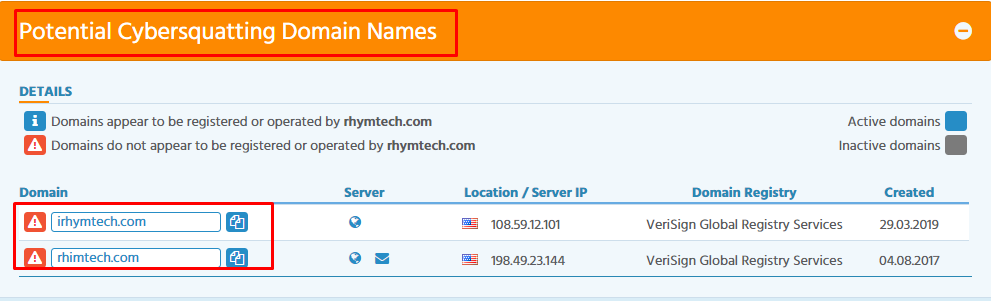 Potential Cybersquatting Domain Names
DETAILS
Domains appear to be registered or operated by rhymtech.com Active domains
Domains do not appear to be registered or operated by rhymtech.com Inactive domains
Domain Server Location / Server IP Domain Registry Created
irhymtech.com 108.59.12.101 VeriSign Global Registry Services 29.03.2019
rhimtech.com 198.49.23.144 VeriSign Global Registry Services 04.08.2017